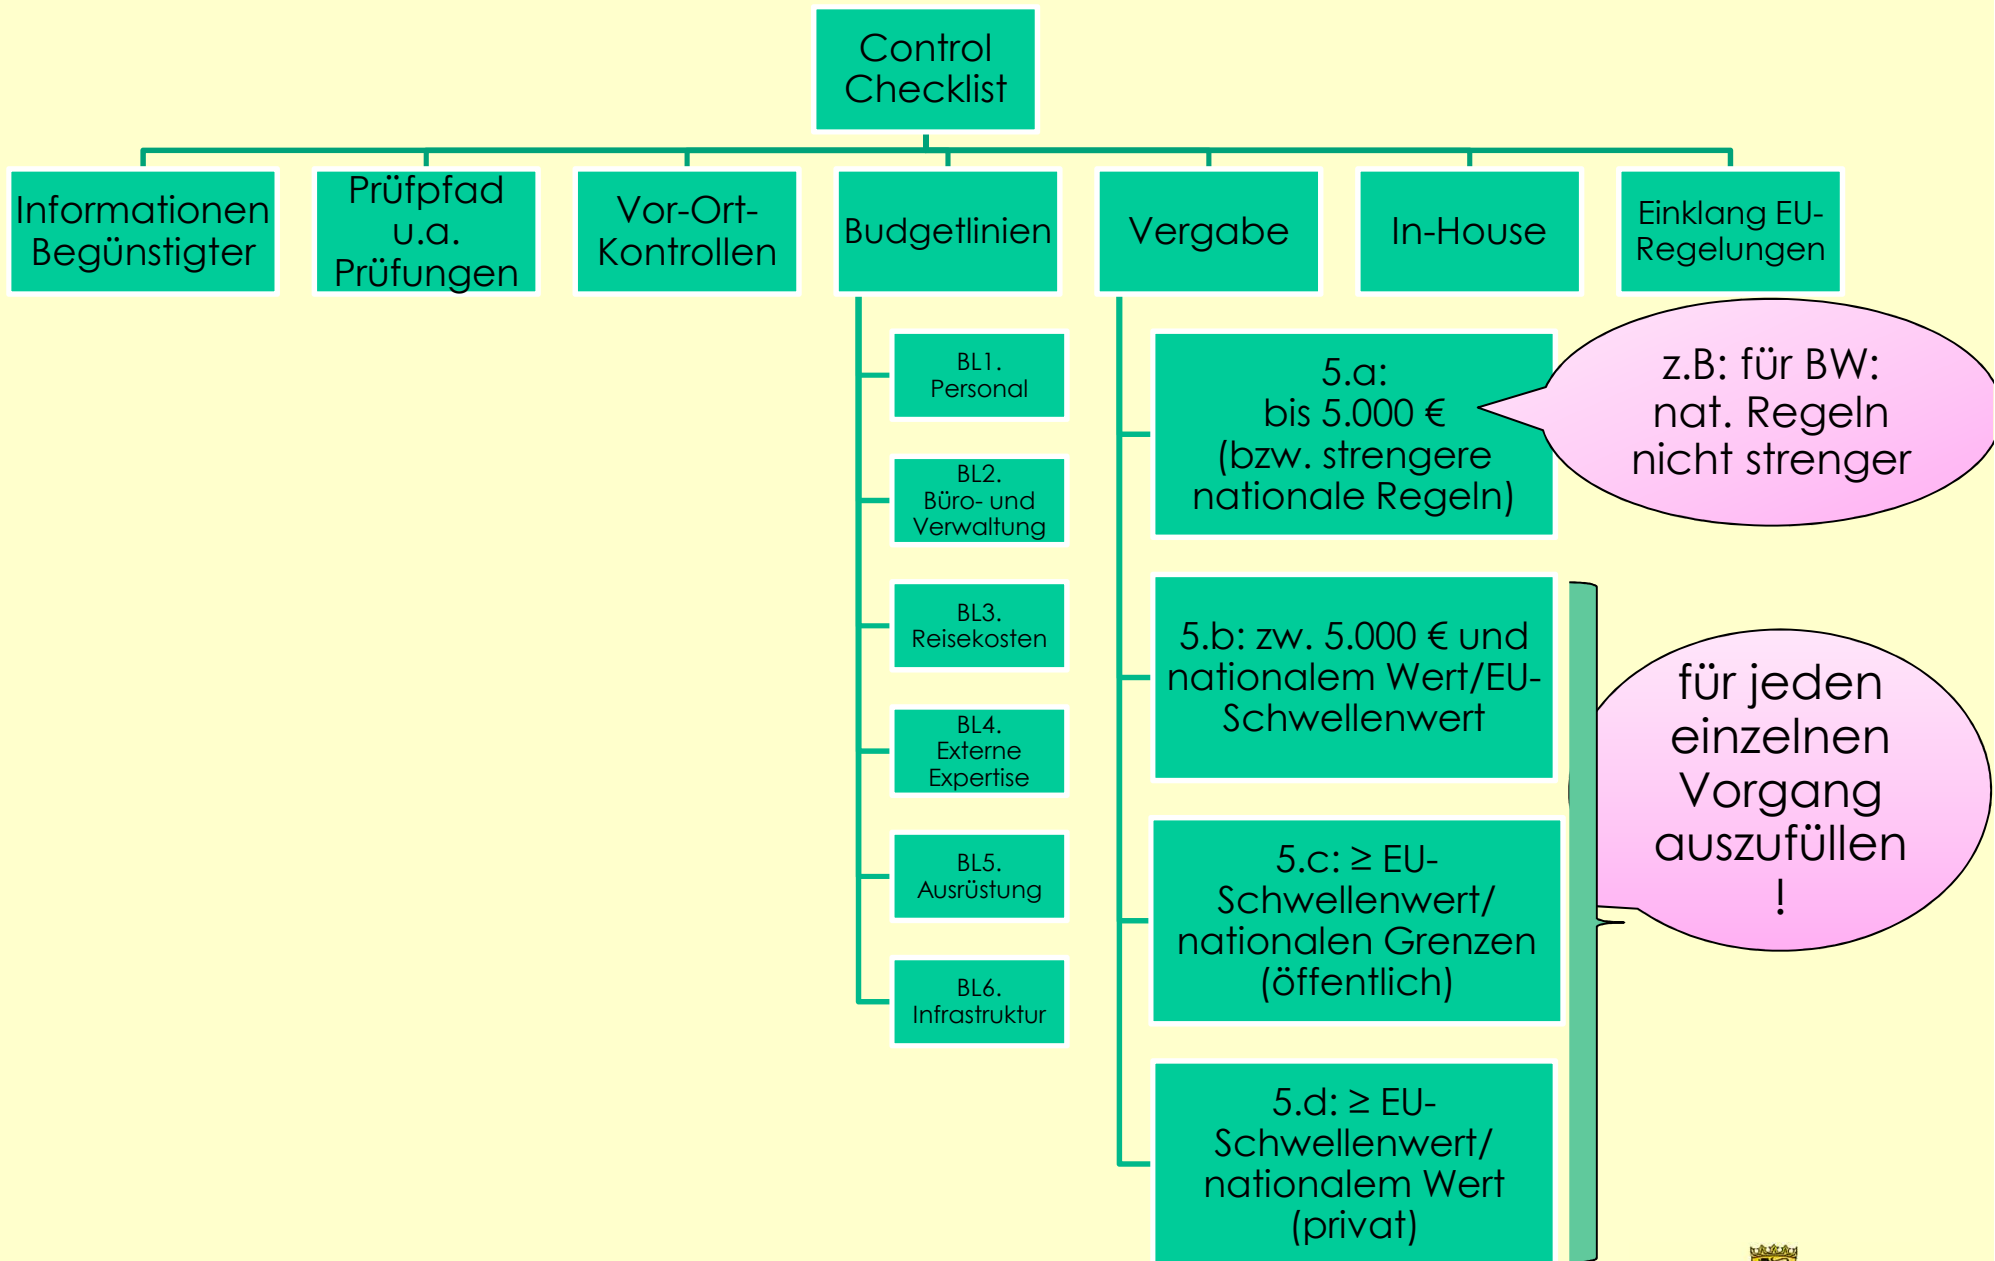 Control
Checklist
Informationen
Begünstigter
Prüfpfad
u.a.
Prüfungen
Vor-Ort-
Kontrollen
Budgetlinien
Vergabe
In-House
Einklang EU-
Regelungen
BL1.
Personal
BL2.
Büro- und
Verwaltung
BL3.
Reisekosten
BL4.
Externe
Expertise
BL5.
Ausrüstung
BL6.
Infrastruktur
5.a:
bis 5.000 €
(bzw. strengere
nationale Regeln)
z.B: für BW:
nat. Regeln
nicht strenger
5.b: zw. 5.000 € und
nationalem Wert/EU-
Schwellenwert
5.c: ≥ EU-
Schwellenwert/
nationalen Grenzen
(öffentlich)
5.d: ≥ EU-
Schwellenwert/
nationalem Wert
(privat)
für jeden
einzelnen
Vorgang
auszufüllen
!